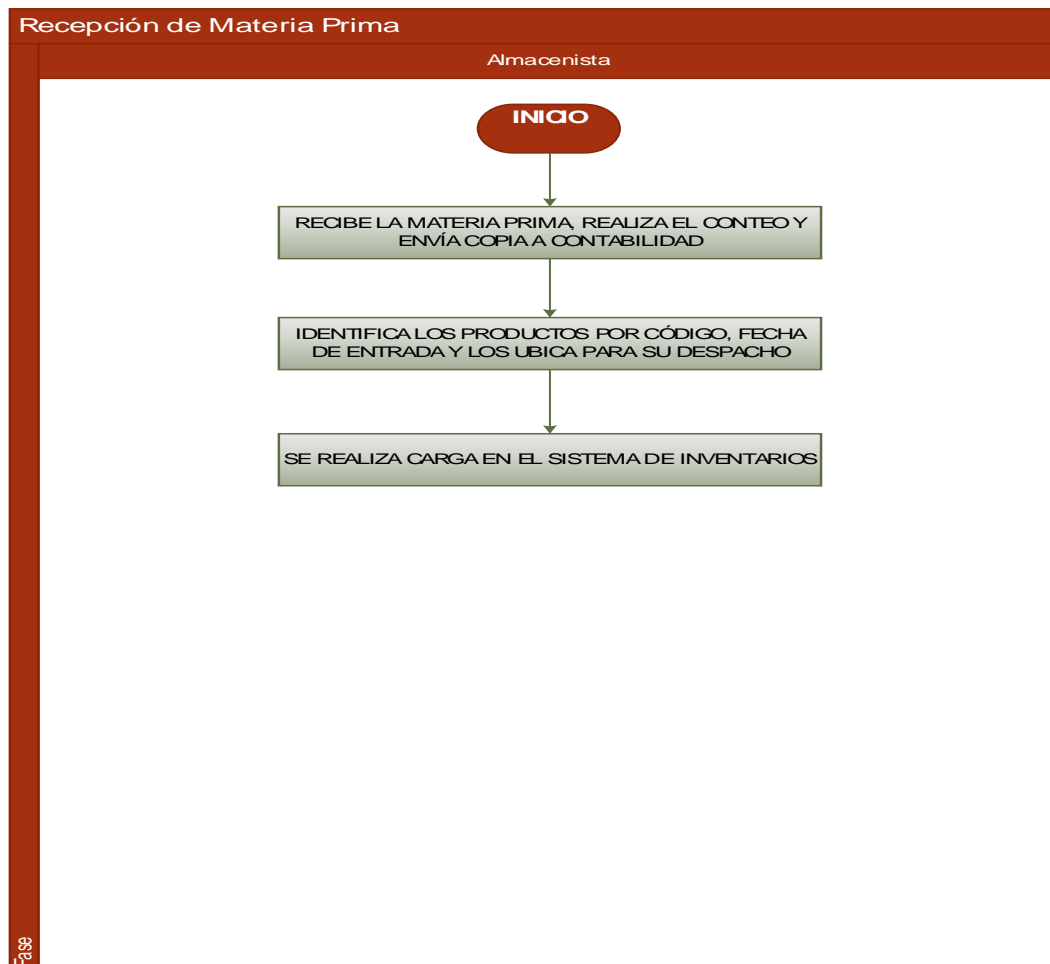 Recepción de Materia Prima
Almacenista
INICIO
RECIBE LA MATERIA PRIMA, REALIZA EL CONTEO Y
ENVÍA COPIA A CONTABILIDAD
IDENTIFICA LOS PRODUCTOS POR CÓDIGO, FECHA
DE ENTRADA Y LOS UBICA PARA SU DESPACHO
SE REALIZA CARGA EN EL SISTEMA DE INVENTARIOS
Fase